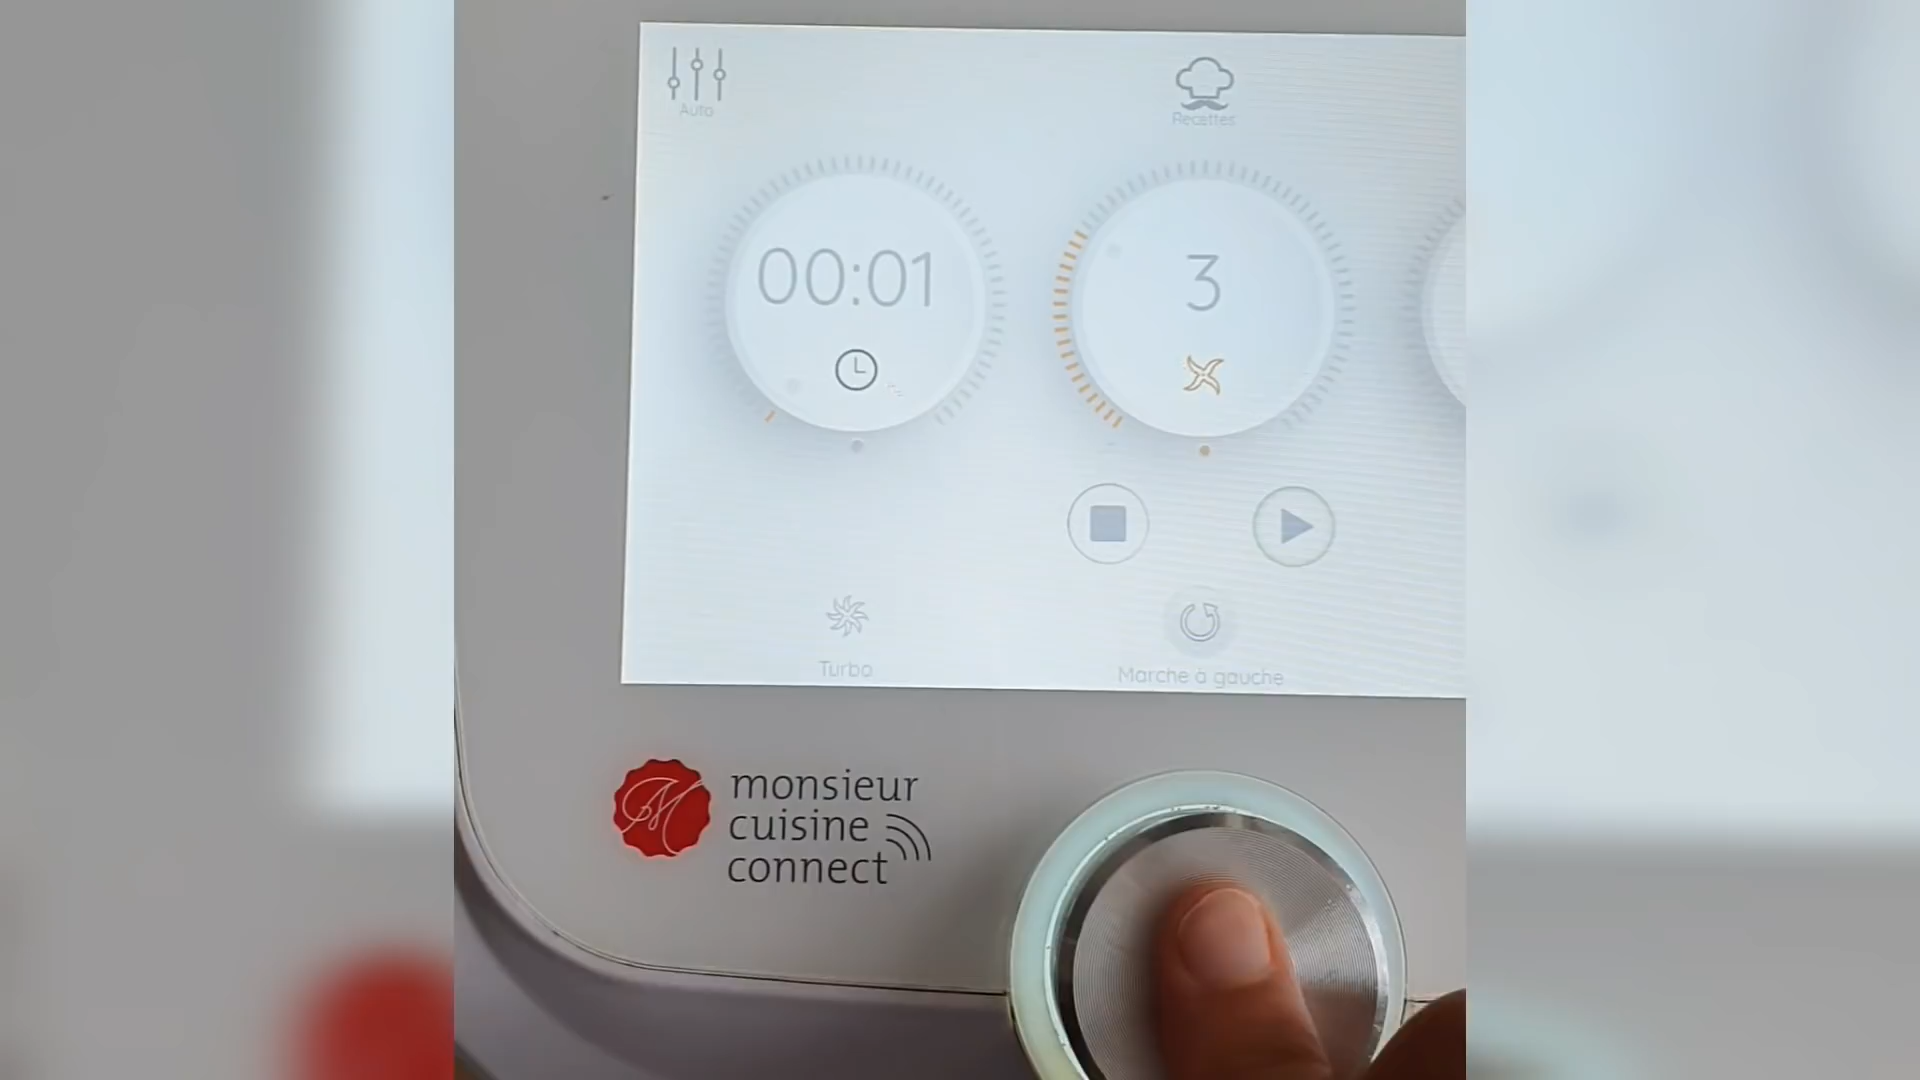 Auto
Recettes
00:01
3
Turbo
Marche à gauche
monsieur
cuisine
connect